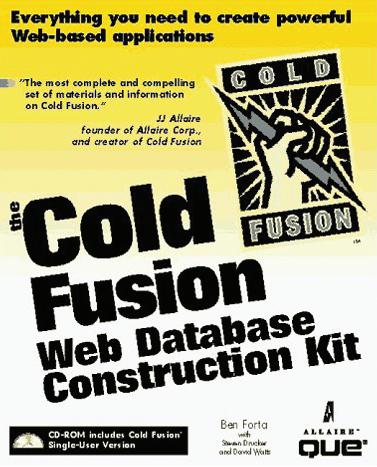 Everything you need to create powerful
Web-based applications
"The most complete and compelling
set of materials and information
on Cold Fusion."
JJ Allaire
founder of Allaire Corp.,
and creator of Cold Fusion
COLD
FUSION
the
Cold
Fusion
Web Database
Construction Kit
Ben Forta
with
Steven Drucker
and David Watts
ALLAIRE
QUE®
CD-ROM includes Cold Fusion™
Single-User Version